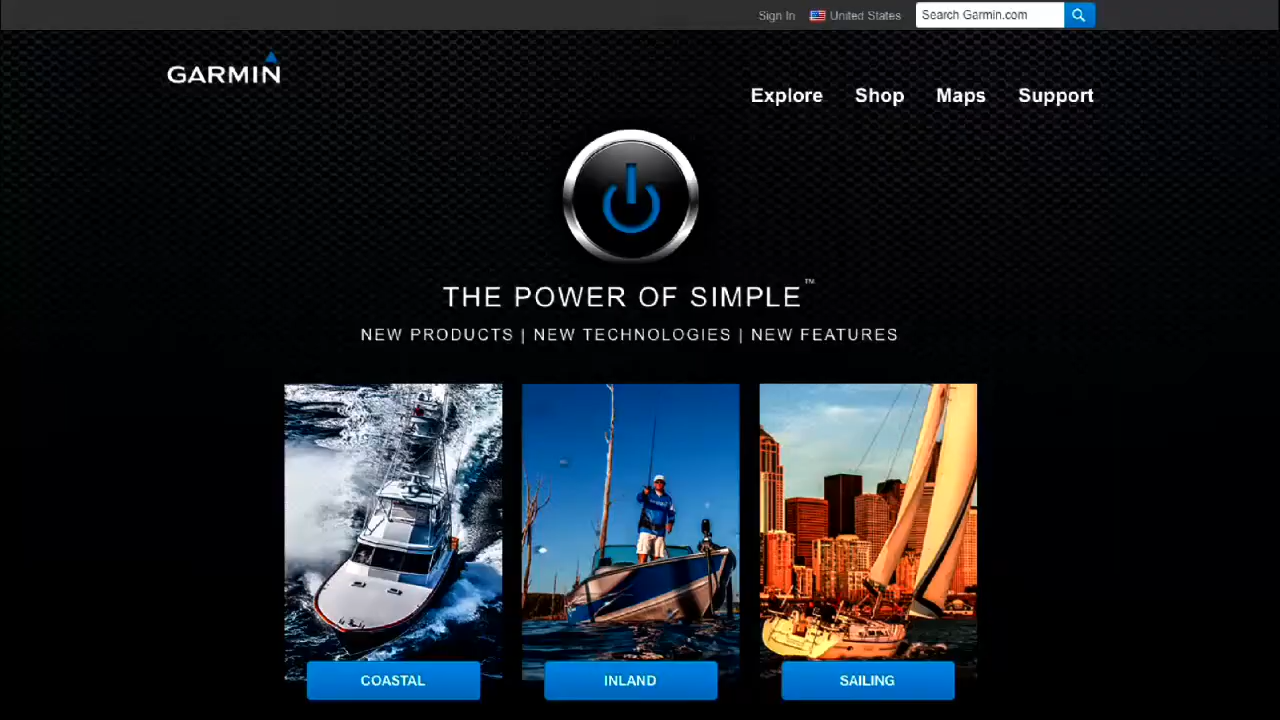 Sign In United States Search Garmin.com
GARMIN
Explore Shop Maps Support
THE POWER OF SIMPLE™
NEW PRODUCTS | NEW TECHNOLOGIES | NEW FEATURES
COASTAL INLAND SAILING